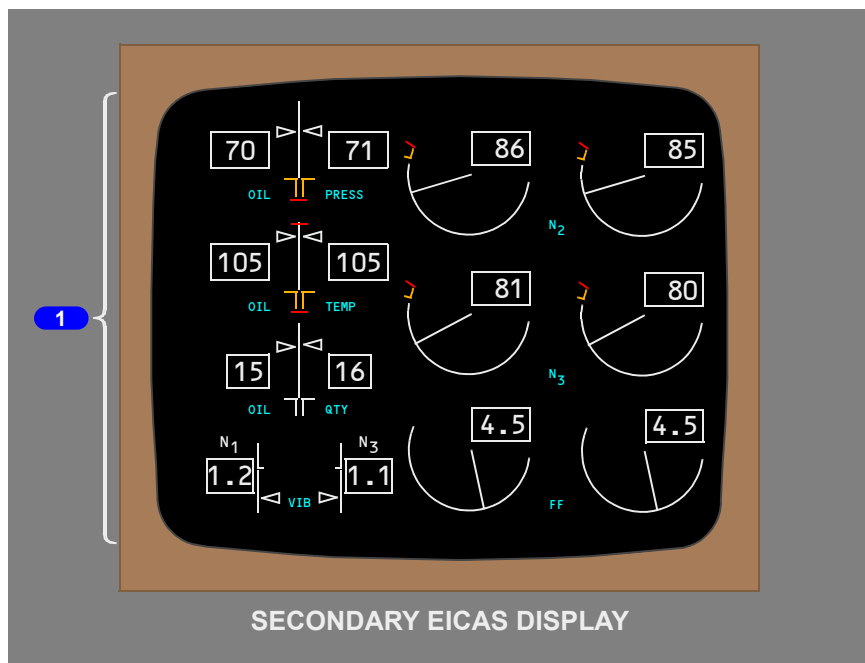 70 71 86 85
OIL PRESS
N2
105 105
OIL TEMP
81 80
N3
1
15 16
OIL QTY
4.5 4.5
N1 N3
1.2 1.1
VIB
FF
SECONDARY EICAS DISPLAY